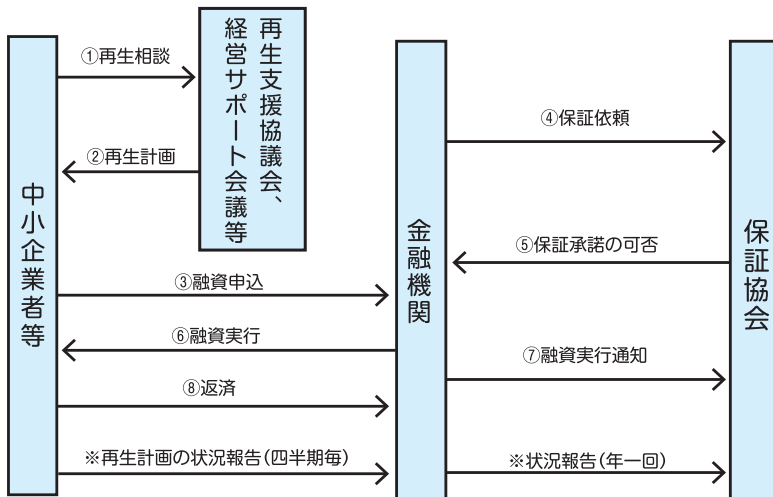 中小企業者等
①再生相談
②再生計画
再生支援協議会、
経営サポート会議等
③融資申込
⑥融資実行
⑧返済
※再生計画の状況報告(四半期毎)
金融機関
④保証依頼
⑤保証承諾の可否
⑦融資実行通知
※状況報告(年一回)
保証協会